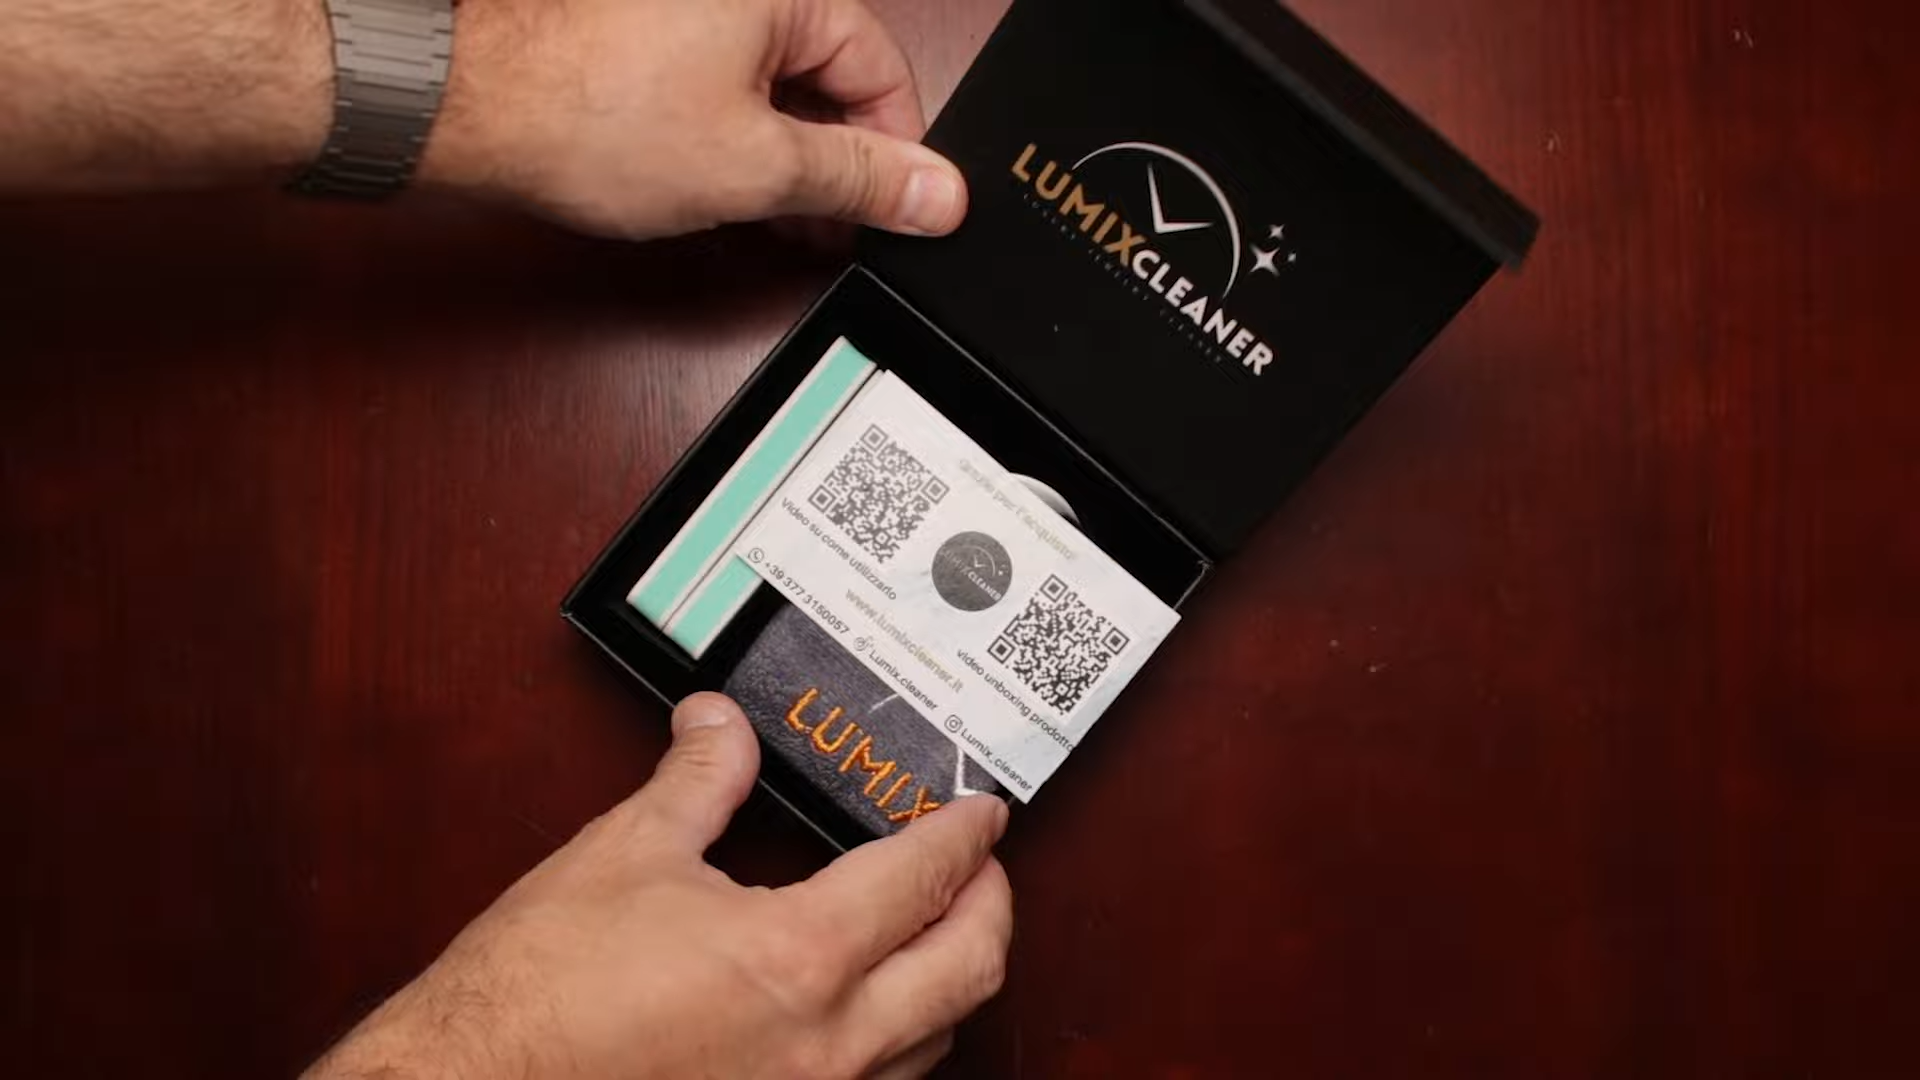 LUMIXCLEANER
grazie per l'acquisto
video su come utilizzarlo
video unboxing prodotto
www.lumixcleaner.it
+39 377 3150057
Lumix.cleaner
Lumix_cleaner
LUMIXCLEANER
LUMIX